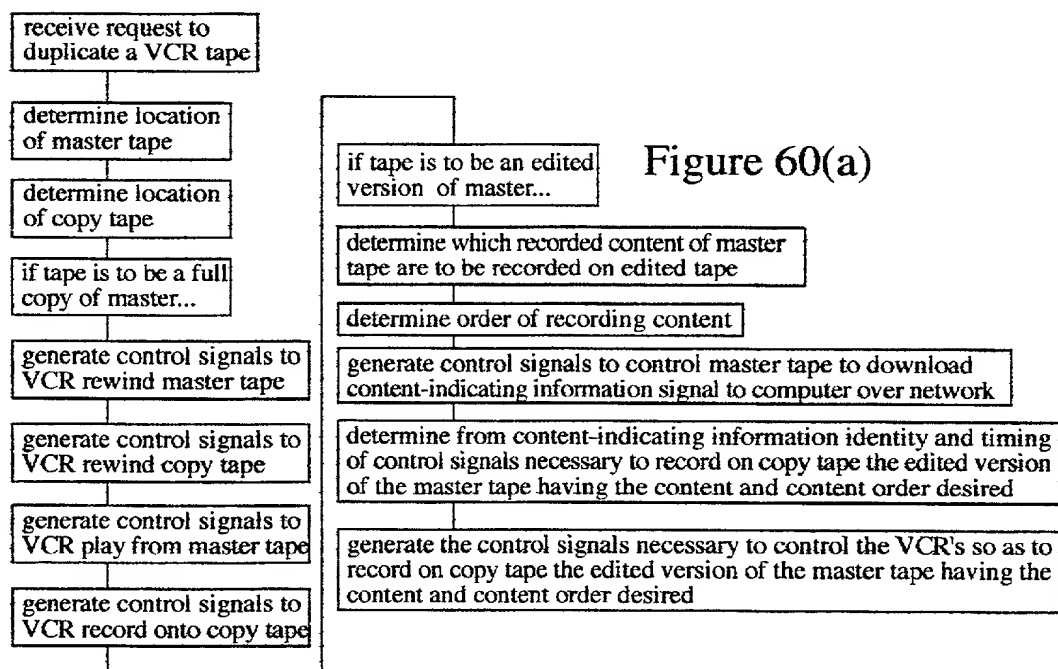 receive request to
duplicate a VCR tape
determine location
of master tape
determine location
of copy tape
if tape is to be a full
copy of master...
generate control signals to
VCR rewind master tape
generate control signals to
VCR rewind copy tape
generate control signals to
VCR play from master tape
generate control signals to
VCR record onto copy tape
if tape is to be an edited
version of master...
Figure 60(a)
determine which recorded content of master
tape are to be recorded on edited tape
determine order of recording content
generate control signals to control master tape to download
content-indicating information signal to computer over network
determine from content-indicating information identity and timing
of control signals necessary to record on copy tape the edited version
of the master tape having the content and content order desired
generate the control signals necessary to control the VCR's so as to
record on copy tape the edited version of the master tape having the
content and content order desired